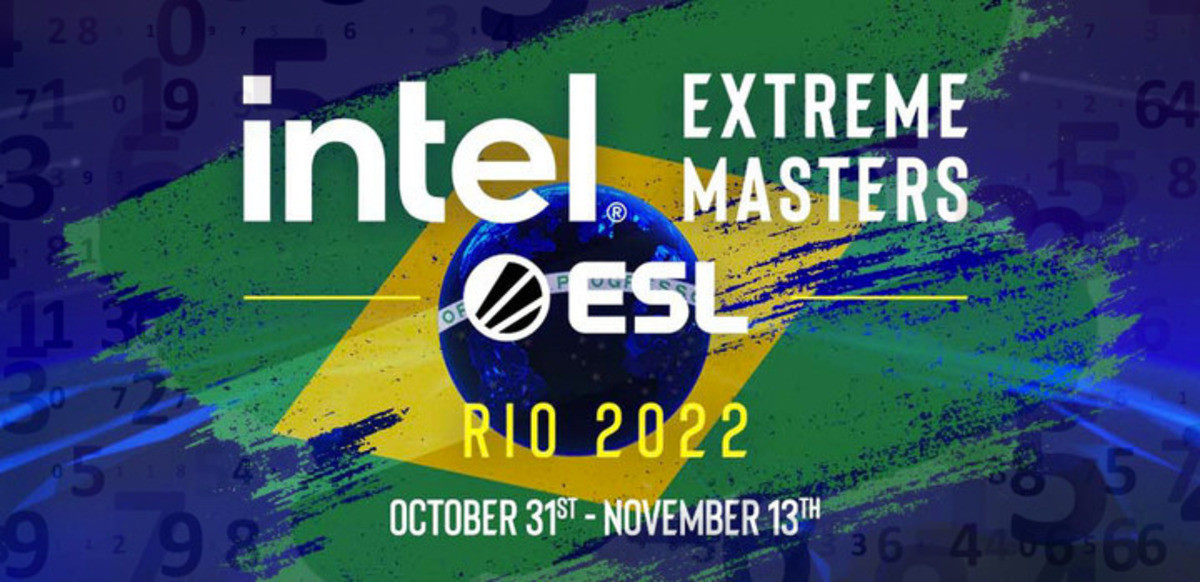 intel® EXTREME
MASTERS
ESL
RIO 2022
OCTOBER 31ST - NOVEMBER 13TH